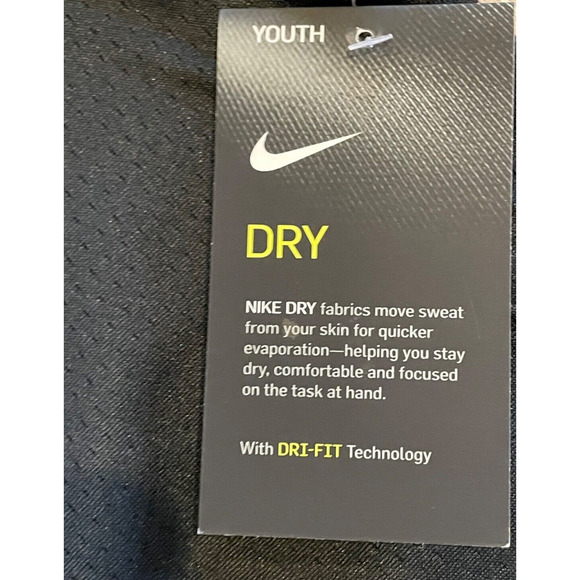 YOUTH
DRY
NIKE DRY fabrics move sweat
from your skin for quicker
evaporation—helping you stay
dry, comfortable and focused
on the task at hand.
With DRI-FIT Technology